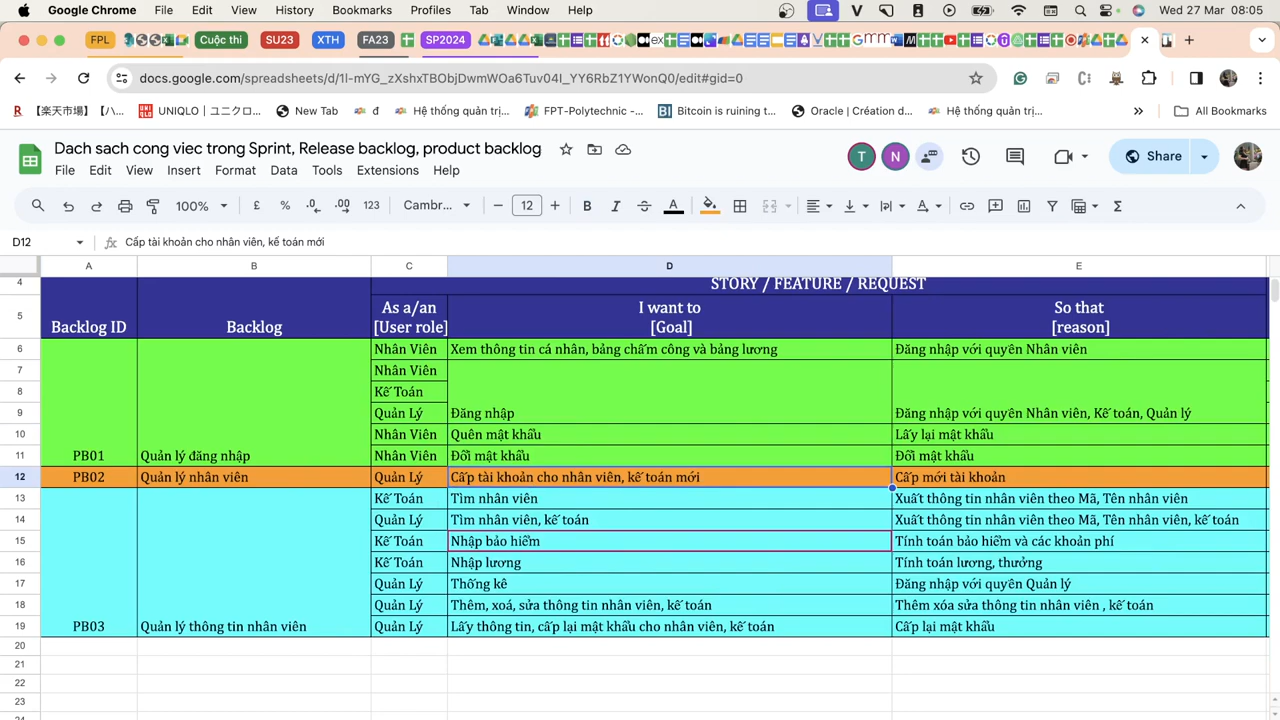 Google Chrome File Edit View History Bookmarks Profiles Tab Window Help Wed 27 Mar 08:05
FPL Cuộc thi SU23 XTH FA23 SP2024
docs.google.com/spreadsheets/d/1l-mYG_zXshxTBObjDwmWOa6Tuv04I_YY6RbZ1YWonQ0/edit#gid=0
【楽天市場】【ハ... UNIQLO｜ユニクロ... New Tab đ Hệ thống quản trị... FPT-Polytechnic -... Bitcoin is ruining t... Oracle | Création d... Hệ thống quản trị... All Bookmarks
Dach sach cong viec trong Sprint, Release backlog, product backlog
Share
File Edit View Insert Format Data Tools Extensions Help
100% £ % .0 .00 123 Cambr... 12 B I A
D12 fx Cấp tài khoản cho nhân viên, kế toán mới
A B C D E
4 STORY / FEATURE / REQUEST
5 Backlog ID Backlog As a/an [User role] I want to [Goal] So that [reason]
6 Nhân Viên Xem thông tin cá nhân, bảng chấm công và bảng lương Đăng nhập với quyền Nhân viên
7 Nhân Viên
8 Kế Toán
9 Quản Lý Đăng nhập Đăng nhập với quyền Nhân viên, Kế toán, Quản lý
10 Nhân Viên Quên mật khẩu Lấy lại mật khẩu
11 PB01 Quản lý đăng nhập Nhân Viên Đổi mật khẩu Đổi mật khẩu
12 PB02 Quản lý nhân viên Quản Lý Cấp tài khoản cho nhân viên, kế toán mới Cấp mới tài khoản
13 Kế Toán Tìm nhân viên Xuất thông tin nhân viên theo Mã, Tên nhân viên
14 Quản Lý Tìm nhân viên, kế toán Xuất thông tin nhân viên theo Mã, Tên nhân viên, kế toán
15 Kế Toán Nhập bảo hiểm Tính toán bảo hiểm và các khoản phí
16 Kế Toán Nhập lương Tính toán lương, thưởng
17 Quản Lý Thống kê Đăng nhập với quyền Quản lý
18 Quản Lý Thêm, xoá, sửa thông tin nhân viên, kế toán Thêm xóa sửa thông tin nhân viên , kế toán
19 PB03 Quản lý thông tin nhân viên Quản Lý Lấy thông tin, cấp lại mật khẩu cho nhân viên, kế toán Cấp lại mật khẩu
20
21
22
23